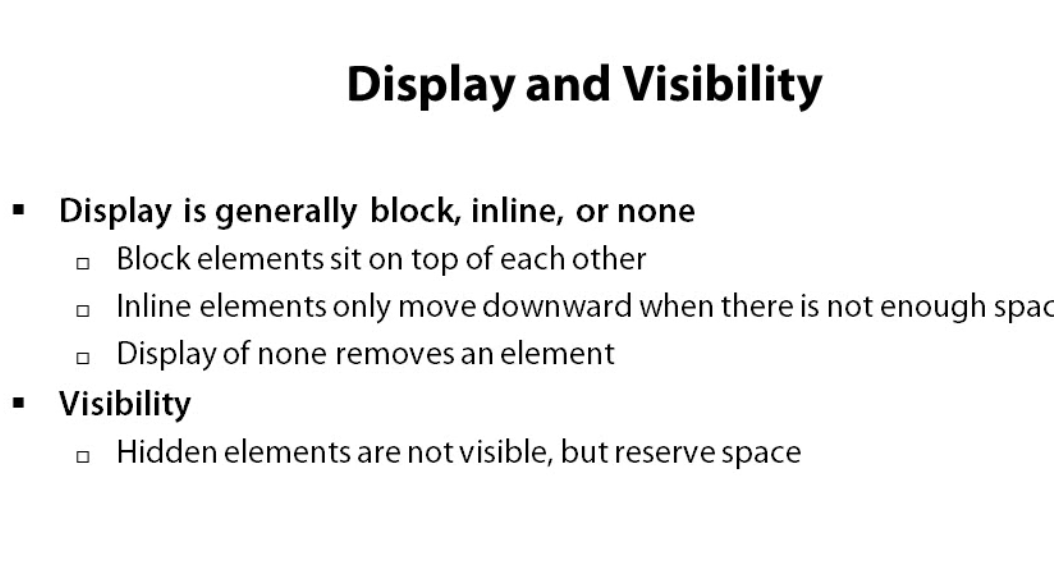 Display and Visibility
Display is generally block, inline, or none
Block elements sit on top of each other
Inline elements only move downward when there is not enough
Display of none removes an element
Visibility
Hidden elements are not visible, but reserve space